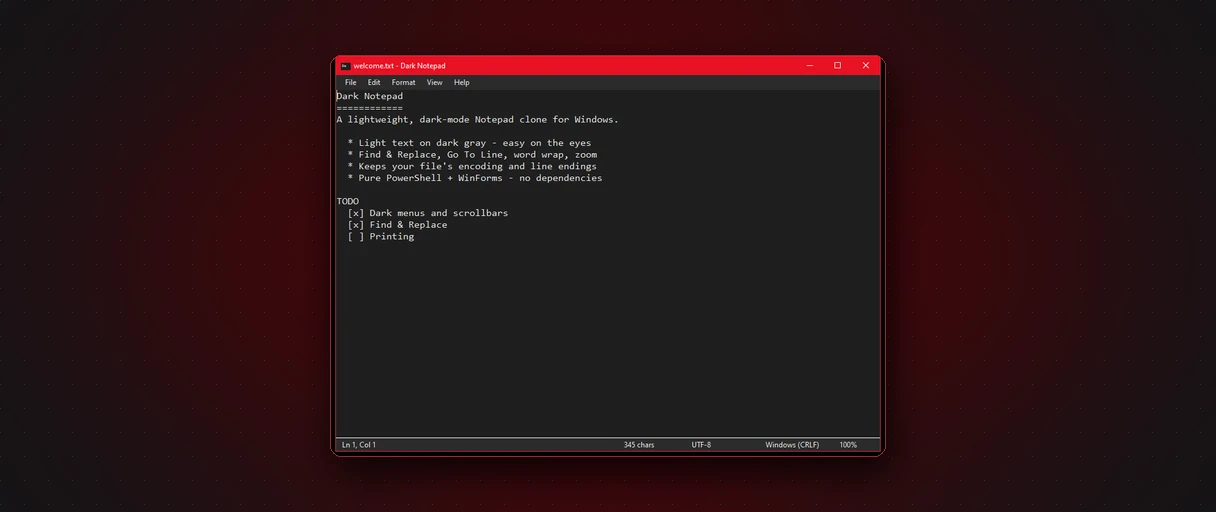 welcome.txt - Dark Notepad
File Edit Format View Help
Dark Notepad
============
A lightweight, dark-mode Notepad clone for Windows.
* Light text on dark gray - easy on the eyes
* Find & Replace, Go To Line, word wrap, zoom
* Keeps your file's encoding and line endings
* Pure PowerShell + WinForms - no dependencies
TODO
[x] Dark menus and scrollbars
[x] Find & Replace
[ ] Printing
Ln 1, Col 1 345 chars UTF-8 Windows (CRLF) 100%